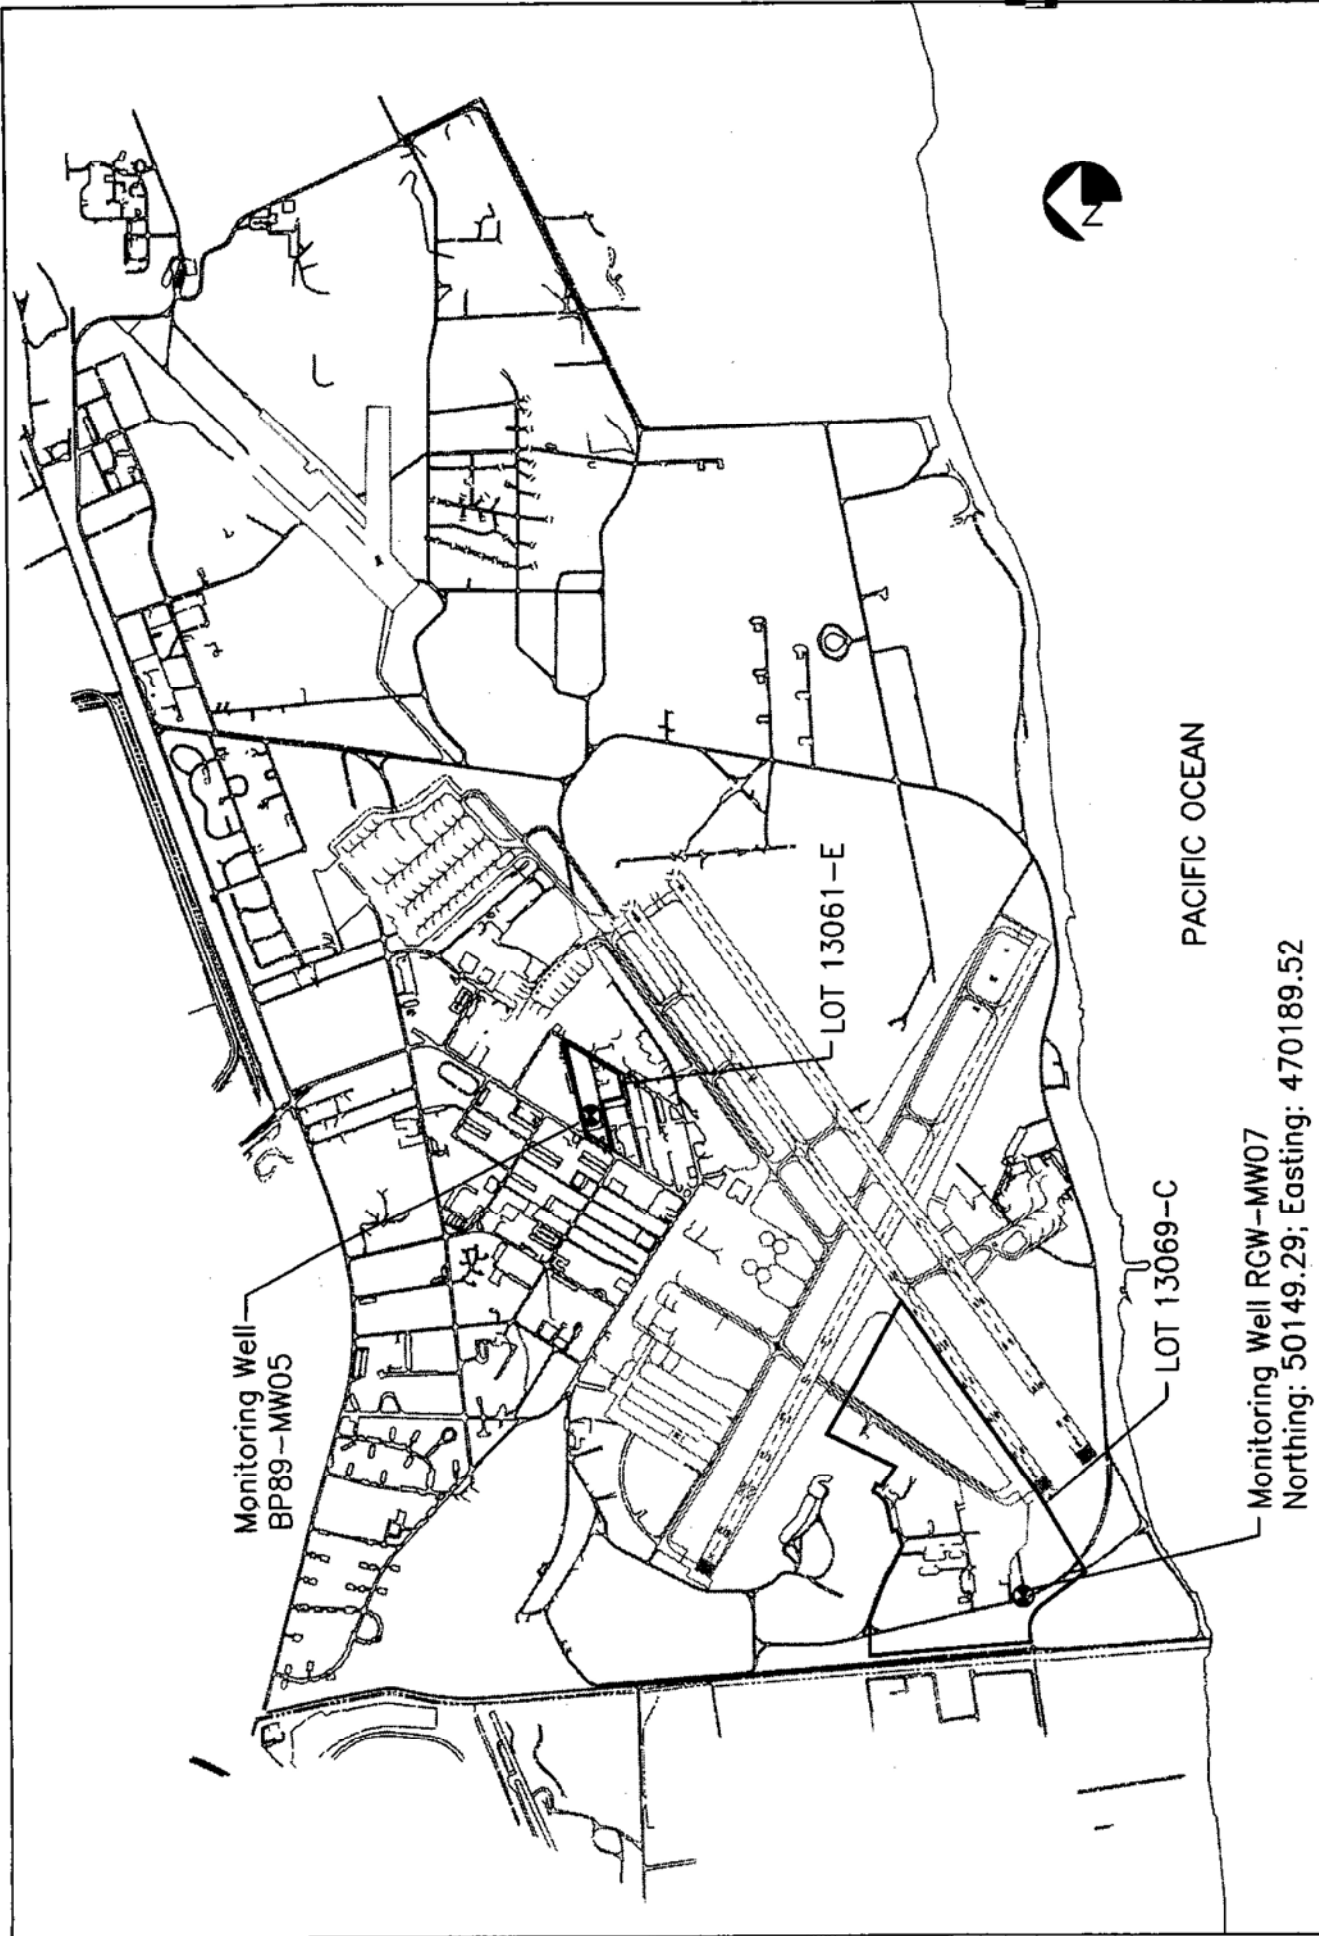 Monitoring Well
BP89-MW05
LOT 13061-E
PACIFIC OCEAN
LOT 13069-C
Monitoring Well RGW-MW07
Northing: 50149.29; Easting: 470189.52
N